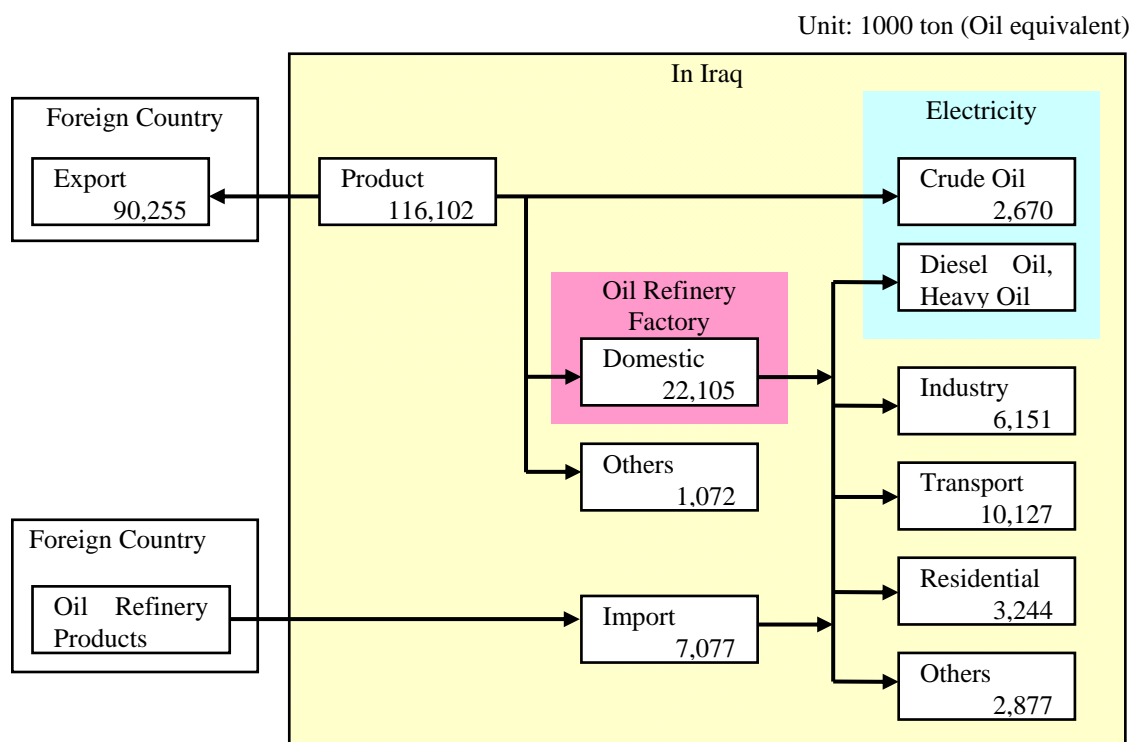 Unit: 1000 ton (Oil equivalent)
In Iraq
Foreign Country
Export
90,255
Product
116,102
Electricity
Crude Oil
2,670
Diesel Oil,
Heavy Oil
Oil Refinery
Factory
Domestic
22,105
Industry
6,151
Others
1,072
Transport
10,127
Foreign Country
Oil Refinery
Products
Import
7,077
Residential
3,244
Others
2,877